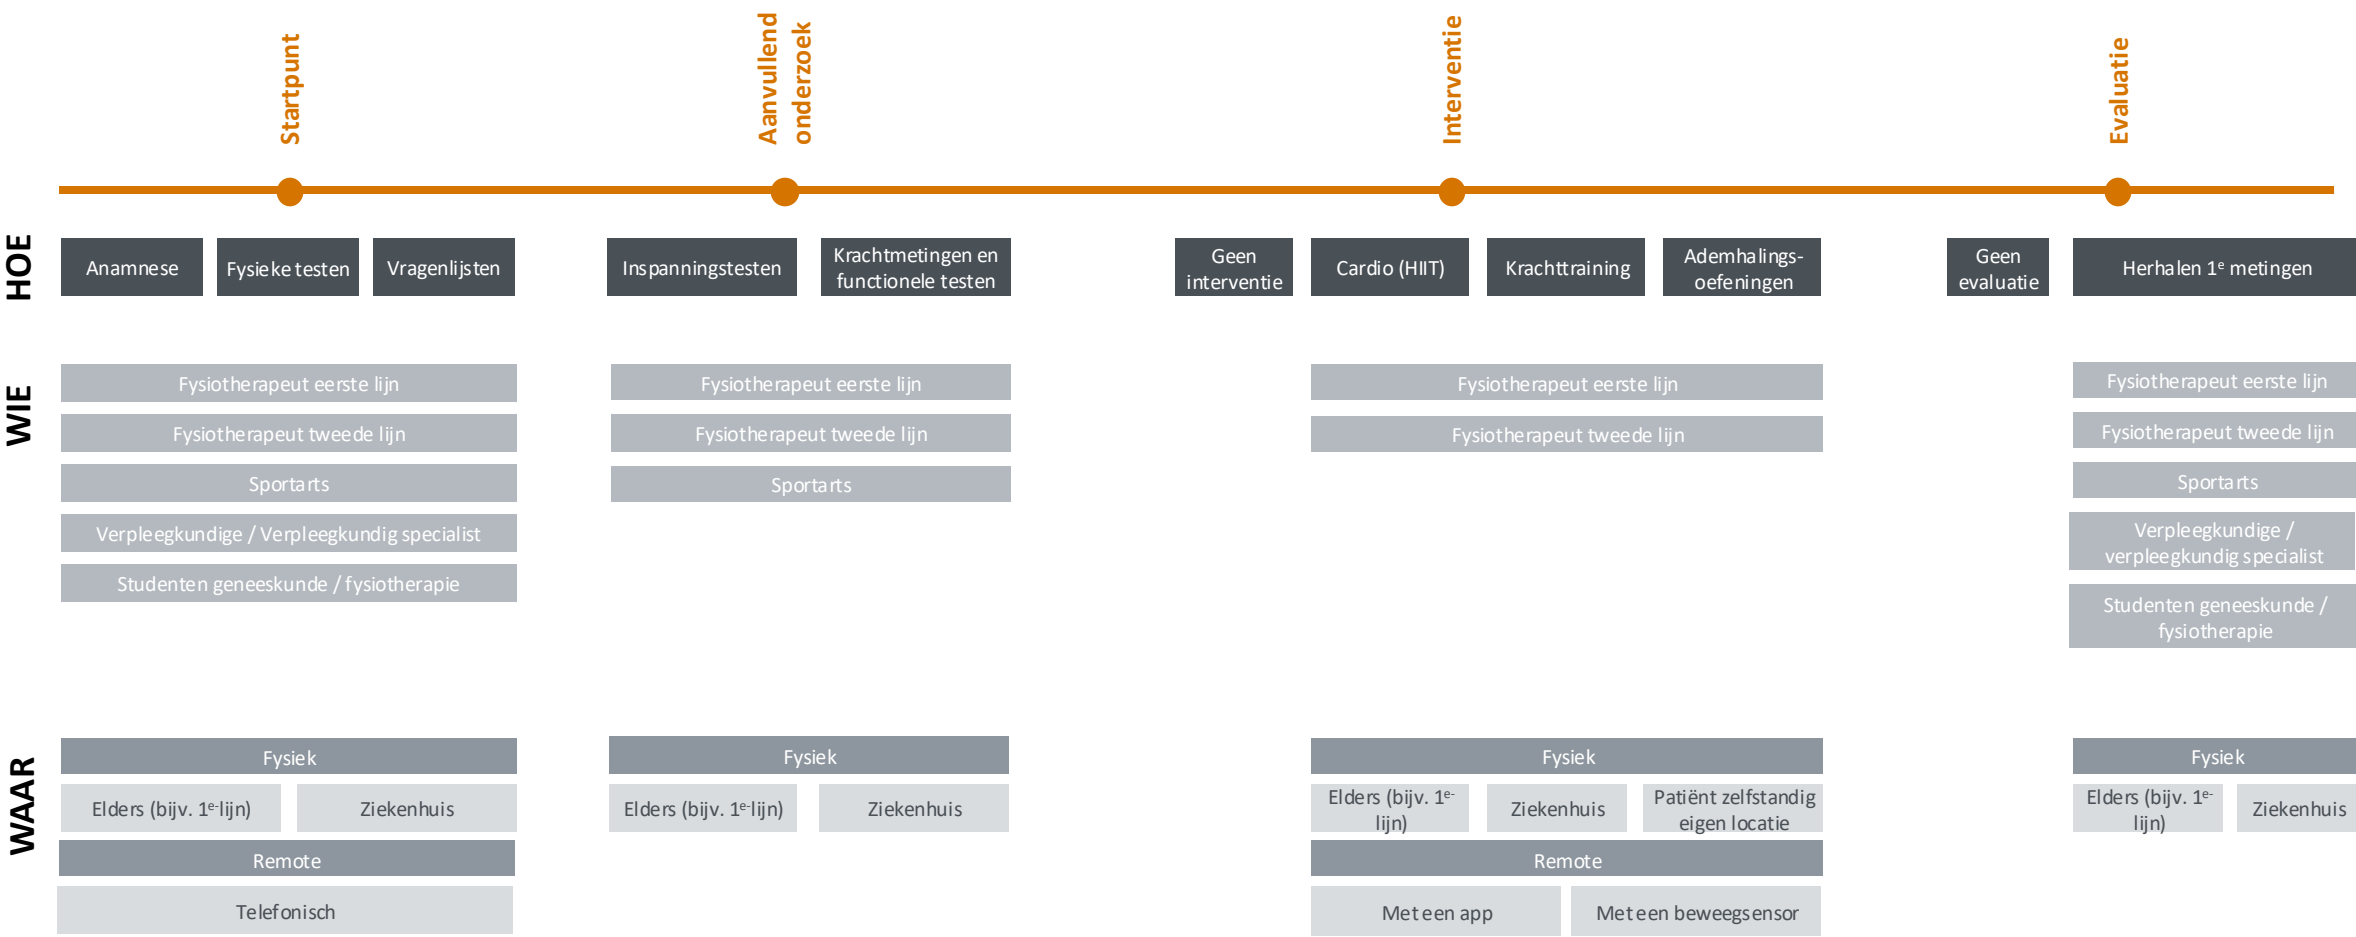 Startpunt
Aanvullend
onderzoek
Interventie
Evaluatie
HOE
Anamnese
Fysieke testen
Vragenlijsten
Inspanningstesten
Krachtmetingen en
functionele testen
Geen
interventie
Cardio (HIIT)
Krachttraining
Ademhalings-
oefeningen
Geen
evaluatie
Herhalen 1e metingen
WIE
Fysiotherapeut eerste lijn
Fysiotherapeut tweede lijn
Sportarts
Verpleegkundige / Verpleegkundig specialist
Studenten geneeskunde / fysiotherapie
Fysiotherapeut eerste lijn
Fysiotherapeut tweede lijn
Sportarts
Fysiotherapeut eerste lijn
Fysiotherapeut tweede lijn
Fysiotherapeut eerste lijn
Fysiotherapeut tweede lijn
Sportarts
Verpleegkundige /
verpleegkundig specialist
Studenten geneeskunde /
fysiotherapie
WAAR
Fysiek
Elders (bijv. 1e-lijn)
Ziekenhuis
Remote
Telefonisch
Fysiek
Elders (bijv. 1e-lijn)
Ziekenhuis
Fysiek
Elders (bijv. 1e-
lijn)
Ziekenhuis
Patiënt zelfstandig
eigen locatie
Remote
Met een app
Met een beweegsensor
Fysiek
Elders (bijv. 1e-
lijn)
Ziekenhuis